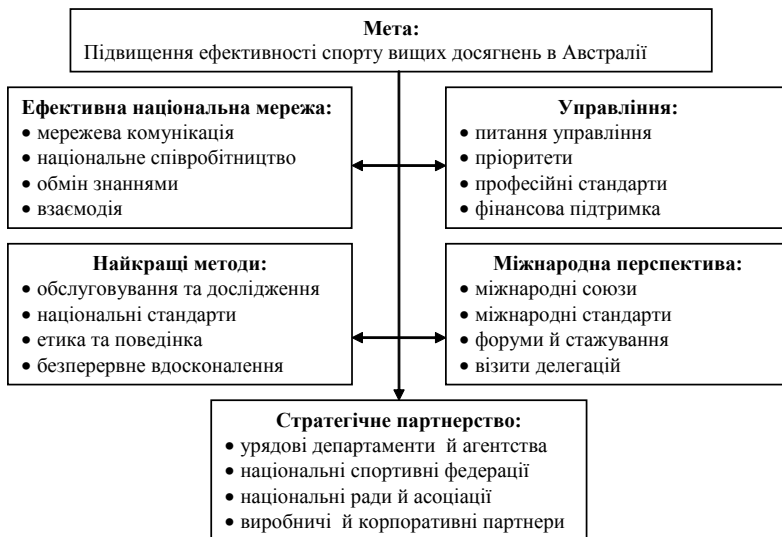 Мета:
Підвищення ефективності спорту вищих досягнень в Австралії
Ефективна національна мережа:
• мережева комунікація
• національне співробітництво
• обмін знаннями
• взаємодія
Управління:
• питання управління
• пріоритети
• професійні стандарти
• фінансова підтримка
Найкращі методи:
• обслуговування та дослідження
• національні стандарти
• етика та поведінка
• безперервне вдосконалення
Міжнародна перспектива:
• міжнародні союзи
• міжнародні стандарти
• форуми й стажування
• візити делегацій
Стратегічне партнерство:
• урядові департаменти й агентства
• національні спортивні федерації
• національні ради й асоціації
• виробничі й корпоративні партнери